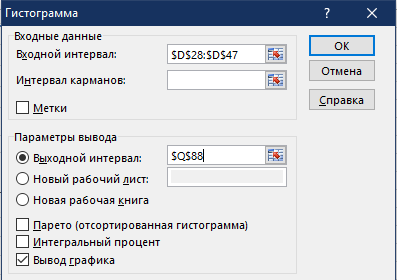 Гистограмма ? ×
Входные данные
Входной интервал: $D$28:$D$47
Интервал карманов:
Метки
OK
Отмена
Справка
Параметры вывода
Выходной интервал: $Q$88
Новый рабочий лист:
Новая рабочая книга
Парето (отсортированная гистограмма)
Интегральный процент
Вывод графика